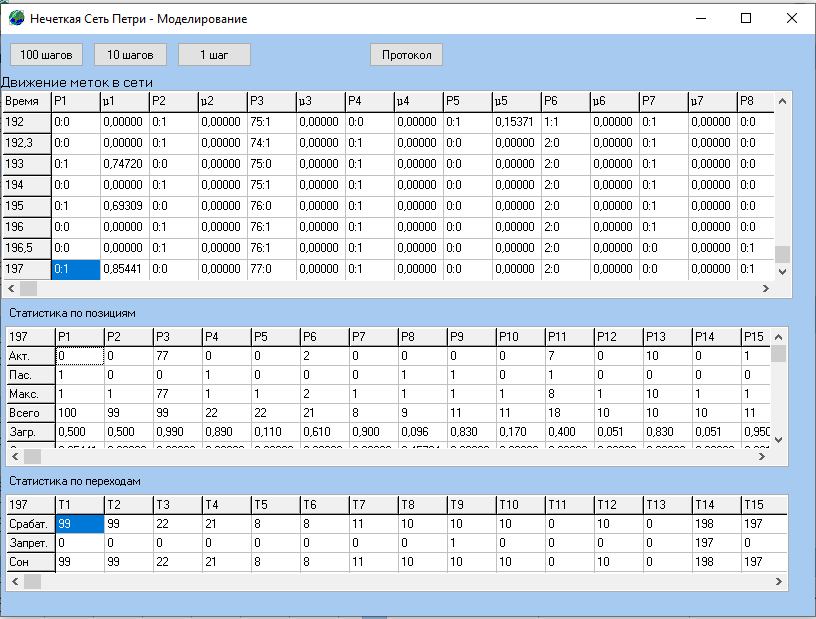 Нечеткая Сеть Петри - Моделирование
100 шагов 10 шагов 1 шаг Протокол
Движение меток в сети
Время P1 µ1 P2 µ2 P3 µ3 P4 µ4 P5 µ5 P6 µ6 P7 µ7 P8
192 0:0 0,00000 0:1 0,00000 75:1 0,00000 0:0 0,00000 0:1 0,15371 1:1 0,00000 0:1 0,00000 0:0
192,3 0:0 0,00000 0:1 0,00000 74:1 0,00000 0:1 0,00000 0:0 0,00000 2:0 0,00000 0:1 0,00000 0:0
193 0:1 0,74720 0:0 0,00000 75:0 0,00000 0:1 0,00000 0:0 0,00000 2:0 0,00000 0:1 0,00000 0:0
194 0:0 0,00000 0:1 0,00000 75:1 0,00000 0:1 0,00000 0:0 0,00000 2:0 0,00000 0:1 0,00000 0:0
195 0:1 0,69309 0:0 0,00000 76:0 0,00000 0:1 0,00000 0:0 0,00000 2:0 0,00000 0:1 0,00000 0:0
196 0:0 0,00000 0:1 0,00000 76:1 0,00000 0:1 0,00000 0:0 0,00000 2:0 0,00000 0:1 0,00000 0:0
196,5 0:0 0,00000 0:1 0,00000 76:1 0,00000 0:1 0,00000 0:0 0,00000 2:0 0,00000 0:0 0,00000 0:1
197 0:1 0,85441 0:0 0,00000 77:0 0,00000 0:1 0,00000 0:0 0,00000 2:0 0,00000 0:0 0,00000 0:1
Статистика по позициям
197 P1 P2 P3 P4 P5 P6 P7 P8 P9 P10 P11 P12 P13 P14 P15
Акт. 0 0 77 0 0 2 0 0 0 0 7 0 10 0 1
Пас. 1 0 0 1 0 0 0 1 1 0 1 0 0 0 0
Макс. 1 1 77 1 1 2 1 1 1 1 8 1 10 1 1
Всего 100 99 99 22 22 21 8 9 11 11 18 10 10 10 11
Загр. 0,500 0,500 0,990 0,890 0,110 0,610 0,900 0,096 0,830 0,170 0,400 0,051 0,830 0,051 0,950
Статистика по переходам
197 T1 T2 T3 T4 T5 T6 T7 T8 T9 T10 T11 T12 T13 T14 T15
Срабат. 99 99 22 21 8 8 11 10 10 10 0 10 0 198 197
Запрет. 0 0 0 0 0 0 0 0 1 0 0 0 0 197 0
Сон 99 99 22 21 8 8 11 10 10 10 0 10 0 198 197